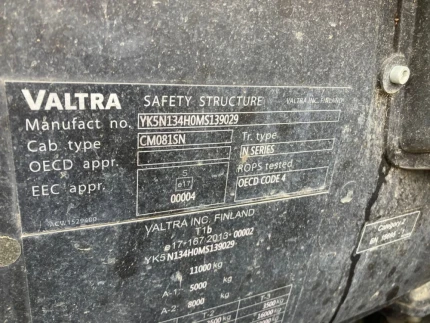 VALTRA SAFETY STRUCTURE VALTRA INC. FINLAND
Manufact no. YK5N134H0MS139029
Cab type CM081SN Tr. type
N SERIES
OECD appr. ROPS tested
OECD CODE 4
EEC appr. S
e17
00004
VALTRA INC. FINLAND
T1b
e17-167 2013-00002
YK5N134H0MS139029
11000kg
A-1: 5000 kg
A-2: 8000 kg
Category